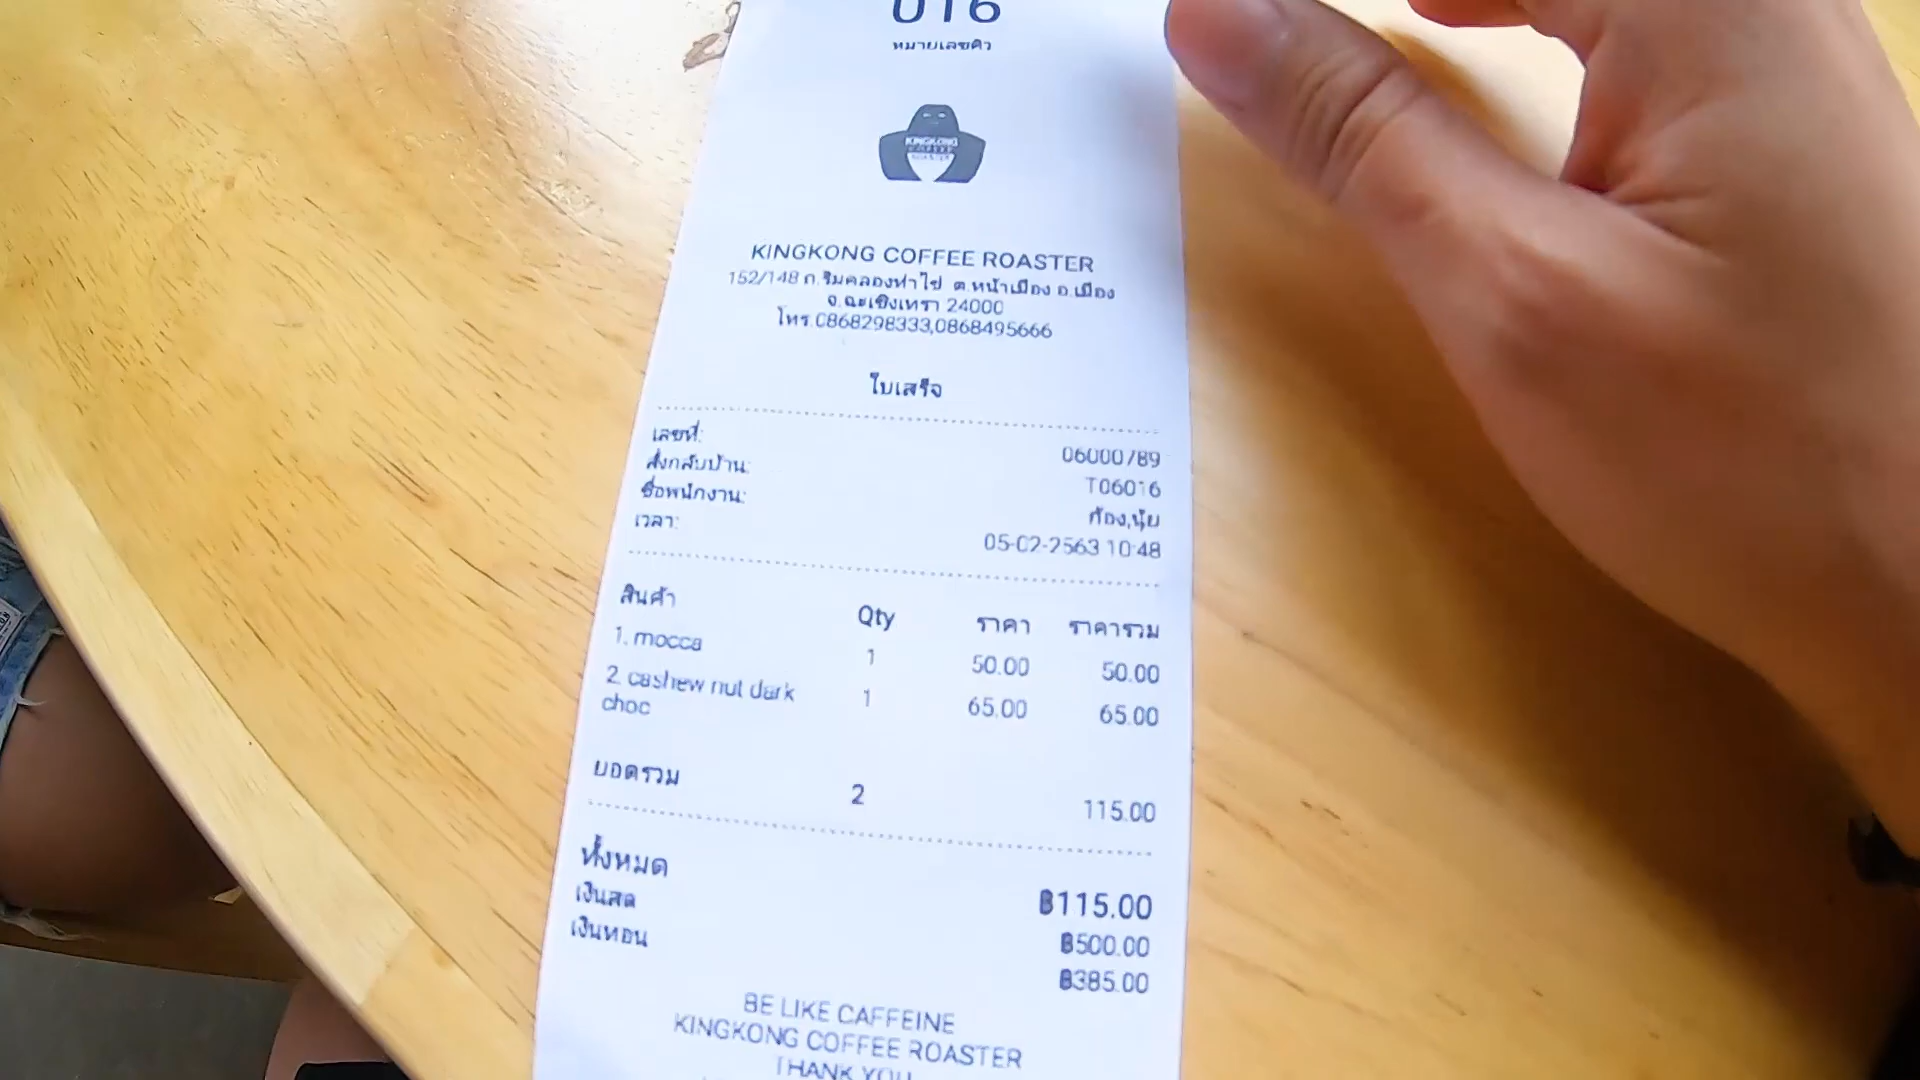 016
หมายเลขคิว
KINGKONG
COFFEE
ROASTER
KINGKONG COFFEE ROASTER
152/148 ถ.ริมคลองท่าไข่ ต.หน้าเมือง อ.เมือง
จ.ฉะเชิงเทรา 24000
โทร.0868298333,0868495666
ใบเสร็จ
เลขที่: 06000789
สั่งกลับบ้าน: T06016
ชื่อพนักงาน: ก้อง,นุ้ย
เวลา: 05-02-2563 10:48
สินค้า Qty ราคา ราคารวม
1. mocca 1 50.00 50.00
2. cashew nut dark 1 65.00 65.00
choc
ยอดรวม 2 115.00
ทั้งหมด ฿115.00
เงินสด ฿500.00
เงินทอน ฿385.00
BE LIKE CAFFEINE
KINGKONG COFFEE ROASTER
THANK YOU